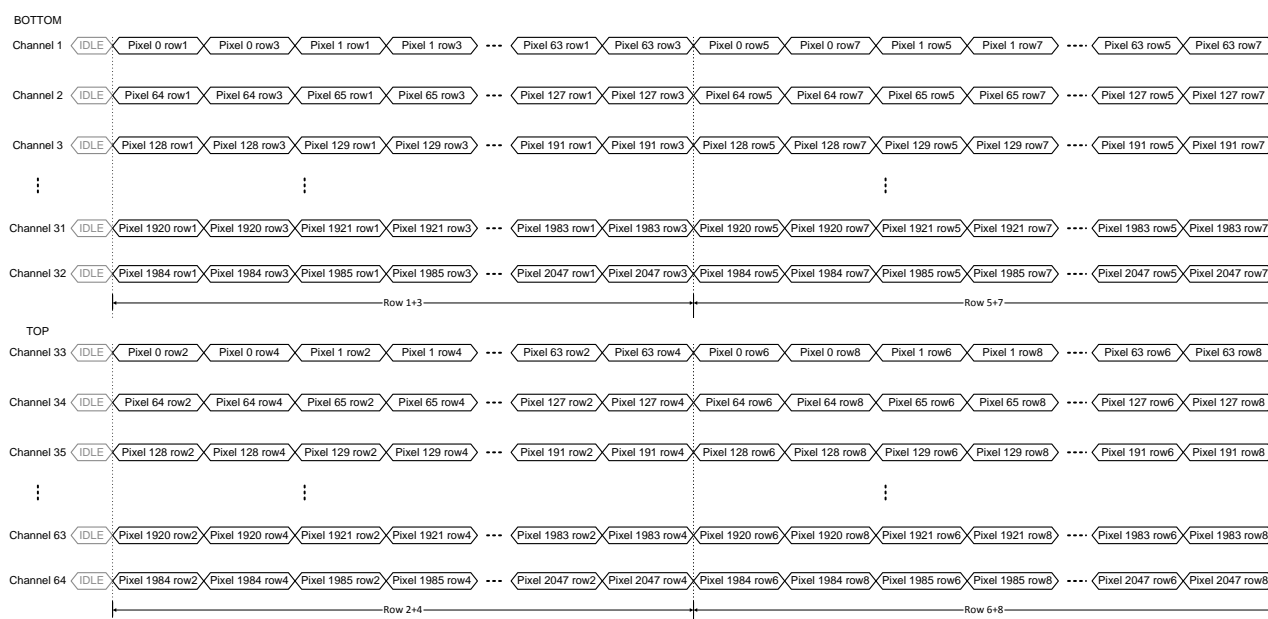 BOTTOM
Channel 1 IDLE Pixel 0 row1 Pixel 0 row3 Pixel 1 row1 Pixel 1 row3 Pixel 63 row1 Pixel 63 row3 Pixel 0 row5 Pixel 0 row7 Pixel 1 row5 Pixel 1 row7 Pixel 63 row5 Pixel 63 row7
Channel 2 IDLE Pixel 64 row1 Pixel 64 row3 Pixel 65 row1 Pixel 65 row3 Pixel 127 row1 Pixel 127 row3 Pixel 64 row5 Pixel 64 row7 Pixel 65 row5 Pixel 65 row7 Pixel 127 row5 Pixel 127 row7
Channel 3 IDLE Pixel 128 row1 Pixel 128 row3 Pixel 129 row1 Pixel 129 row3 Pixel 191 row1 Pixel 191 row3 Pixel 128 row5 Pixel 128 row7 Pixel 129 row5 Pixel 129 row7 Pixel 191 row5 Pixel 191 row7
Channel 31 IDLE Pixel 1920 row1 Pixel 1920 row3 Pixel 1921 row1 Pixel 1921 row3 Pixel 1983 row1 Pixel 1983 row3 Pixel 1920 row5 Pixel 1920 row7 Pixel 1921 row5 Pixel 1921 row7 Pixel 1983 row5 Pixel 1983 row7
Channel 32 IDLE Pixel 1984 row1 Pixel 1984 row3 Pixel 1985 row1 Pixel 1985 row3 Pixel 2047 row1 Pixel 2047 row3 Pixel 1984 row5 Pixel 1984 row7 Pixel 1985 row5 Pixel 1985 row7 Pixel 2047 row5 Pixel 2047 row7
Row 1+3 Row 5+7
TOP
Channel 33 IDLE Pixel 0 row2 Pixel 0 row4 Pixel 1 row2 Pixel 1 row4 Pixel 63 row2 Pixel 63 row4 Pixel 0 row6 Pixel 0 row8 Pixel 1 row6 Pixel 1 row8 Pixel 63 row6 Pixel 63 row8
Channel 34 IDLE Pixel 64 row2 Pixel 64 row4 Pixel 65 row2 Pixel 65 row4 Pixel 127 row2 Pixel 127 row4 Pixel 64 row6 Pixel 64 row8 Pixel 65 row6 Pixel 65 row8 Pixel 127 row6 Pixel 127 row8
Channel 35 IDLE Pixel 128 row2 Pixel 128 row4 Pixel 129 row2 Pixel 129 row4 Pixel 191 row2 Pixel 191 row4 Pixel 128 row6 Pixel 128 row8 Pixel 129 row6 Pixel 129 row8 Pixel 191 row6 Pixel 191 row8
Channel 63 IDLE Pixel 1920 row2 Pixel 1920 row4 Pixel 1921 row2 Pixel 1921 row4 Pixel 1983 row2 Pixel 1983 row4 Pixel 1920 row6 Pixel 1920 row8 Pixel 1921 row6 Pixel 1921 row8 Pixel 1983 row6 Pixel 1983 row8
Channel 64 IDLE Pixel 1984 row2 Pixel 1984 row4 Pixel 1985 row2 Pixel 1985 row4 Pixel 2047 row2 Pixel 2047 row4 Pixel 1984 row6 Pixel 1984 row8 Pixel 1985 row6 Pixel 1985 row8 Pixel 2047 row6 Pixel 2047 row8
Row 2+4 Row 6+8